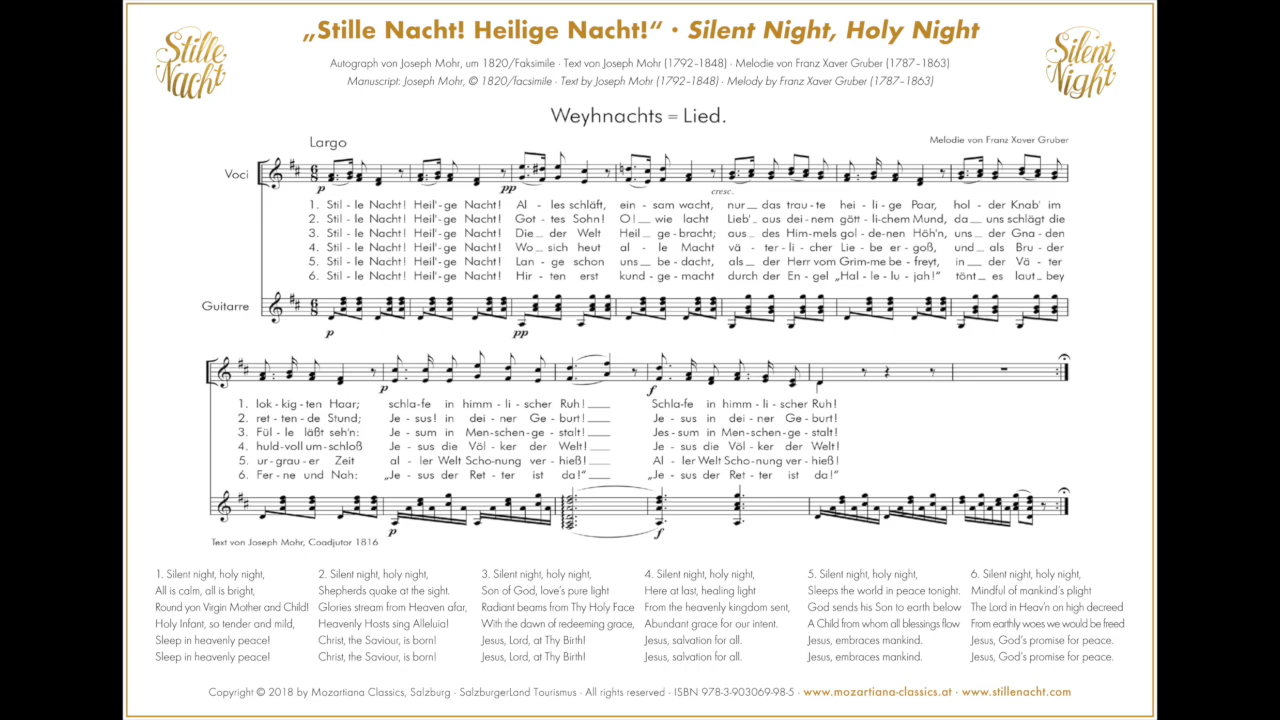 „Stille Nacht! Heilige Nacht!“ · Silent Night, Holy Night
Stille Nacht
Silent Night
Autograph von Joseph Mohr, um 1820/Faksimile · Text von Joseph Mohr (1792–1848) · Melodie von Franz Xaver Gruber (1787–1863)
Manuscript: Joseph Mohr, © 1820/facsimile · Text by Joseph Mohr (1792–1848) · Melody by Franz Xaver Gruber (1787–1863)
Weyhnachts = Lied.
Largo
Melodie von Franz Xaver Gruber
Voci
p pp cresc.
1. Stil - le Nacht! Heil'-ge Nacht! Al - les schläft, ein - sam wacht, nur das trau - te hei - li - ge Paar, hol - der Knab' im
2. Stil - le Nacht! Heil'-ge Nacht! Got - tes Sohn! O! wie lacht Lieb' aus dei - nem gött - lichem Mund, da uns schlägt die
3. Stil - le Nacht! Heil'-ge Nacht! Die der Welt Heil ge - bracht; aus des Him - mels gol - de - nen Höh'n, uns der Gna - den
4. Stil - le Nacht! Heil'-ge Nacht! Wo sich heut al - le Macht vä - ter - li - cher Lie - be er - goß, und als Bru - der
5. Stil - le Nacht! Heil'-ge Nacht! Lan - ge schon uns be - dacht, als der Herr vom Grim - me be - freyt, in der Vä - ter
6. Stil - le Nacht! Heil'-ge Nacht! Hir - ten erst kund - ge - macht durch der En - gel „Hal - le - lu - jah!“ tönt es laut bey
Guitarre
p pp
p f
1. lok - kig - ten Haar; schla-fe in himm - li - scher Ruh! Schla-fe in himm - li - scher Ruh!
2. ret - ten - de Stund; Je - sus! in dei - ner Ge - burt! Je - sus in dei - ner Ge - burt!
3. Fül - le läßt seh'n: Je - sum in Men - schen - ge - stalt! Jes - sum in Men - schen - ge - stalt!
4. huld - voll um - schloß Je - sus die Völ - ker der Welt! Je - sus die Völ - ker der Welt!
5. ur - grau - er Zeit al - ler Welt Scho - nung ver - hieß! Al - ler Welt Scho - nung ver - hieß!
6. Fer - ne und Nah: „Je - sus der Ret - ter ist da!“ „Je - sus der Ret - ter ist da!“
p f
Text von Joseph Mohr, Coadjutor 1816
1. Silent night, holy night,
All is calm, all is bright,
Round yon Virgin Mother and Child!
Holy Infant, so tender and mild,
Sleep in heavenly peace!
Sleep in heavenly peace!
2. Silent night, holy night,
Shepherds quake at the sight.
Glories stream from Heaven afar,
Heavenly Hosts sing Alleluia!
Christ, the Saviour, is born!
Christ, the Saviour, is born!
3. Silent night, holy night,
Son of God, love's pure light
Radiant beams from Thy Holy Face
With the dawn of redeeming grace,
Jesus, Lord, at Thy Birth!
Jesus, Lord, at Thy Birth!
4. Silent night, holy night,
Here at last, healing light
From the heavenly kingdom sent,
Abundant grace for our intent.
Jesus, salvation for all.
Jesus, salvation for all.
5. Silent night, holy night,
Sleeps the world in peace tonight.
God sends his Son to earth below
A Child from whom all blessings flow
Jesus, embraces mankind.
Jesus, embraces mankind.
6. Silent night, holy night,
Mindful of mankind's plight
The Lord in Heav'n on high decreed
From earthly woes we would be freed
Jesus, God's promise for peace.
Jesus, God's promise for peace.
Copyright © 2018 by Mozartiana Classics, Salzburg · SalzburgerLand Tourismus · All rights reserved · ISBN 978-3-903069-98-5 · www.mozartiana-classics.at · www.stillenacht.com